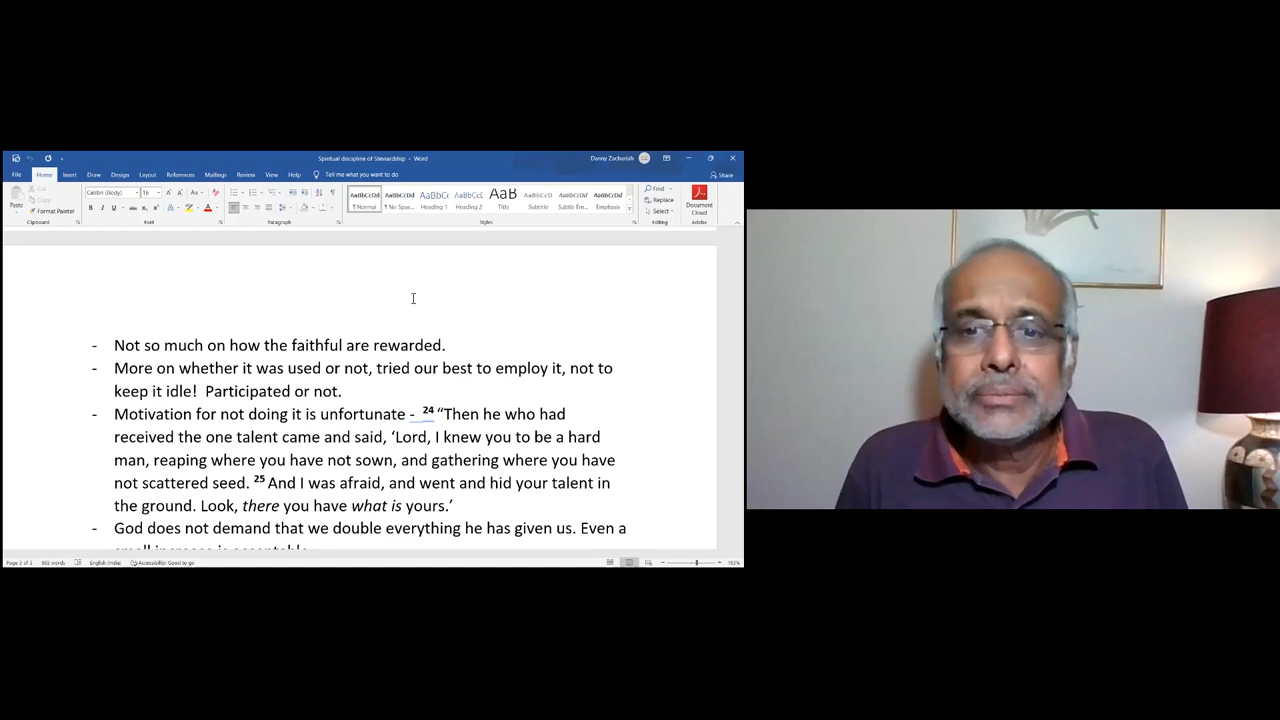 Spiritual discipline of Stewardship - Word
Danny Zachariah
File Home Insert Draw Design Layout References Mailings Review View Help Tell me what you want to do Share
Paste
Cut
Copy
Format Painter
Clipboard
Calibri (Body) 16
Font
Paragraph
AaBbCcDd AaBbCcDd AaBbCc AaBbCcC AaB AaBbCcD AaBbCcDd AaBbCcDd
¶ Normal ¶ No Spac... Heading 1 Heading 2 Title Subtitle Subtle Em... Emphasis
Styles
Find
Replace
Select
Editing
Document
Cloud
Adobe
- Not so much on how the faithful are rewarded.
- More on whether it was used or not, tried our best to employ it, not to
keep it idle!  Participated or not.
- Motivation for not doing it is unfortunate - 24 “Then he who had
received the one talent came and said, ‘Lord, I knew you to be a hard
man, reaping where you have not sown, and gathering where you have
not scattered seed. 25 And I was afraid, and went and hid your talent in
the ground. Look, there you have what is yours.’
- God does not demand that we double everything he has given us. Even a
small increase is acceptable
English (India) Accessibility: Good to go